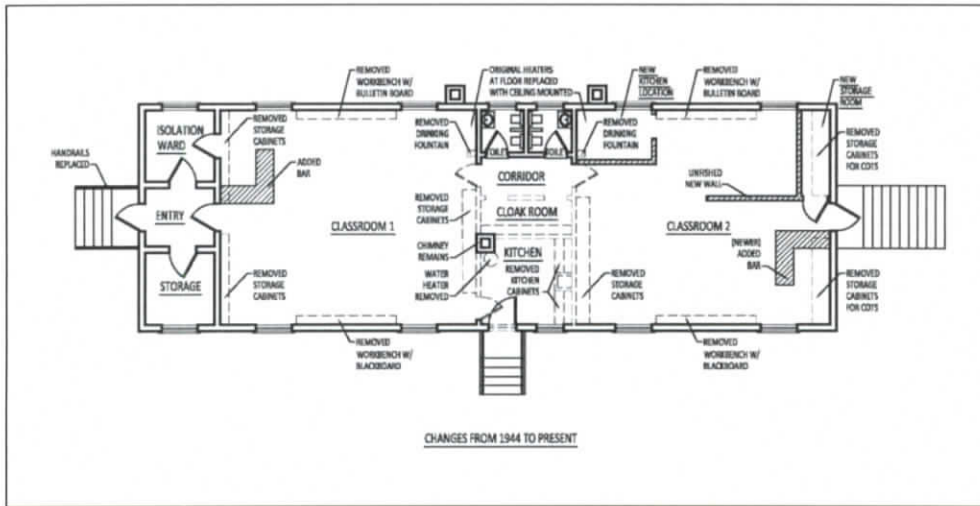 REMOVED
WORKBENCH W/
BULLETIN BOARD
ORIGINAL HEATERS
AT FLOOR REPLACED
WITH CEILING MOUNTED
NEW
KITCHEN
LOCATION
REMOVED
WORKBENCH W/
BULLETIN BOARD
NEW
STORAGE
ROOM
HANDRAILS
REPLACED
ISOLATION
WARD
REMOVED
STORAGE
CABINETS
REMOVED
DRINKING
FOUNTAIN
TOILET
TOILET
REMOVED
DRINKING
FOUNTAIN
REMOVED
STORAGE
CABINETS
FOR COTS
ADDED
BAR
CORRIDOR
UNFISHED
NEW WALL
ENTRY
CLASSROOM 1
REMOVED
STORAGE
CABINETS
CLOAK ROOM
CLASSROOM 2
CHIMNEY
REMAINS
KITCHEN
(NEWER)
ADDED
BAR
STORAGE
REMOVED
STORAGE
CABINETS
WATER
HEATER
REMOVED
REMOVED
KITCHEN
CABINETS
REMOVED
STORAGE
CABINETS
REMOVED
STORAGE
CABINETS
FOR COTS
REMOVED
WORKBENCH W/
BLACKBOARD
REMOVED
WORKBENCH W/
BLACKBOARD
CHANGES FROM 1944 TO PRESENT